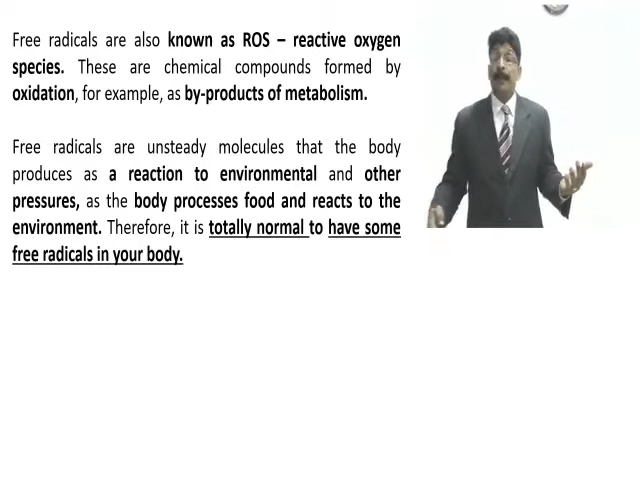 Free radicals are also known as ROS – reactive oxygen
species. These are chemical compounds formed by
oxidation, for example, as by-products of metabolism.
Free radicals are unsteady molecules that the body
produces as a reaction to environmental and other
pressures, as the body processes food and reacts to the
environment. Therefore, it is totally normal to have some
free radicals in your body.